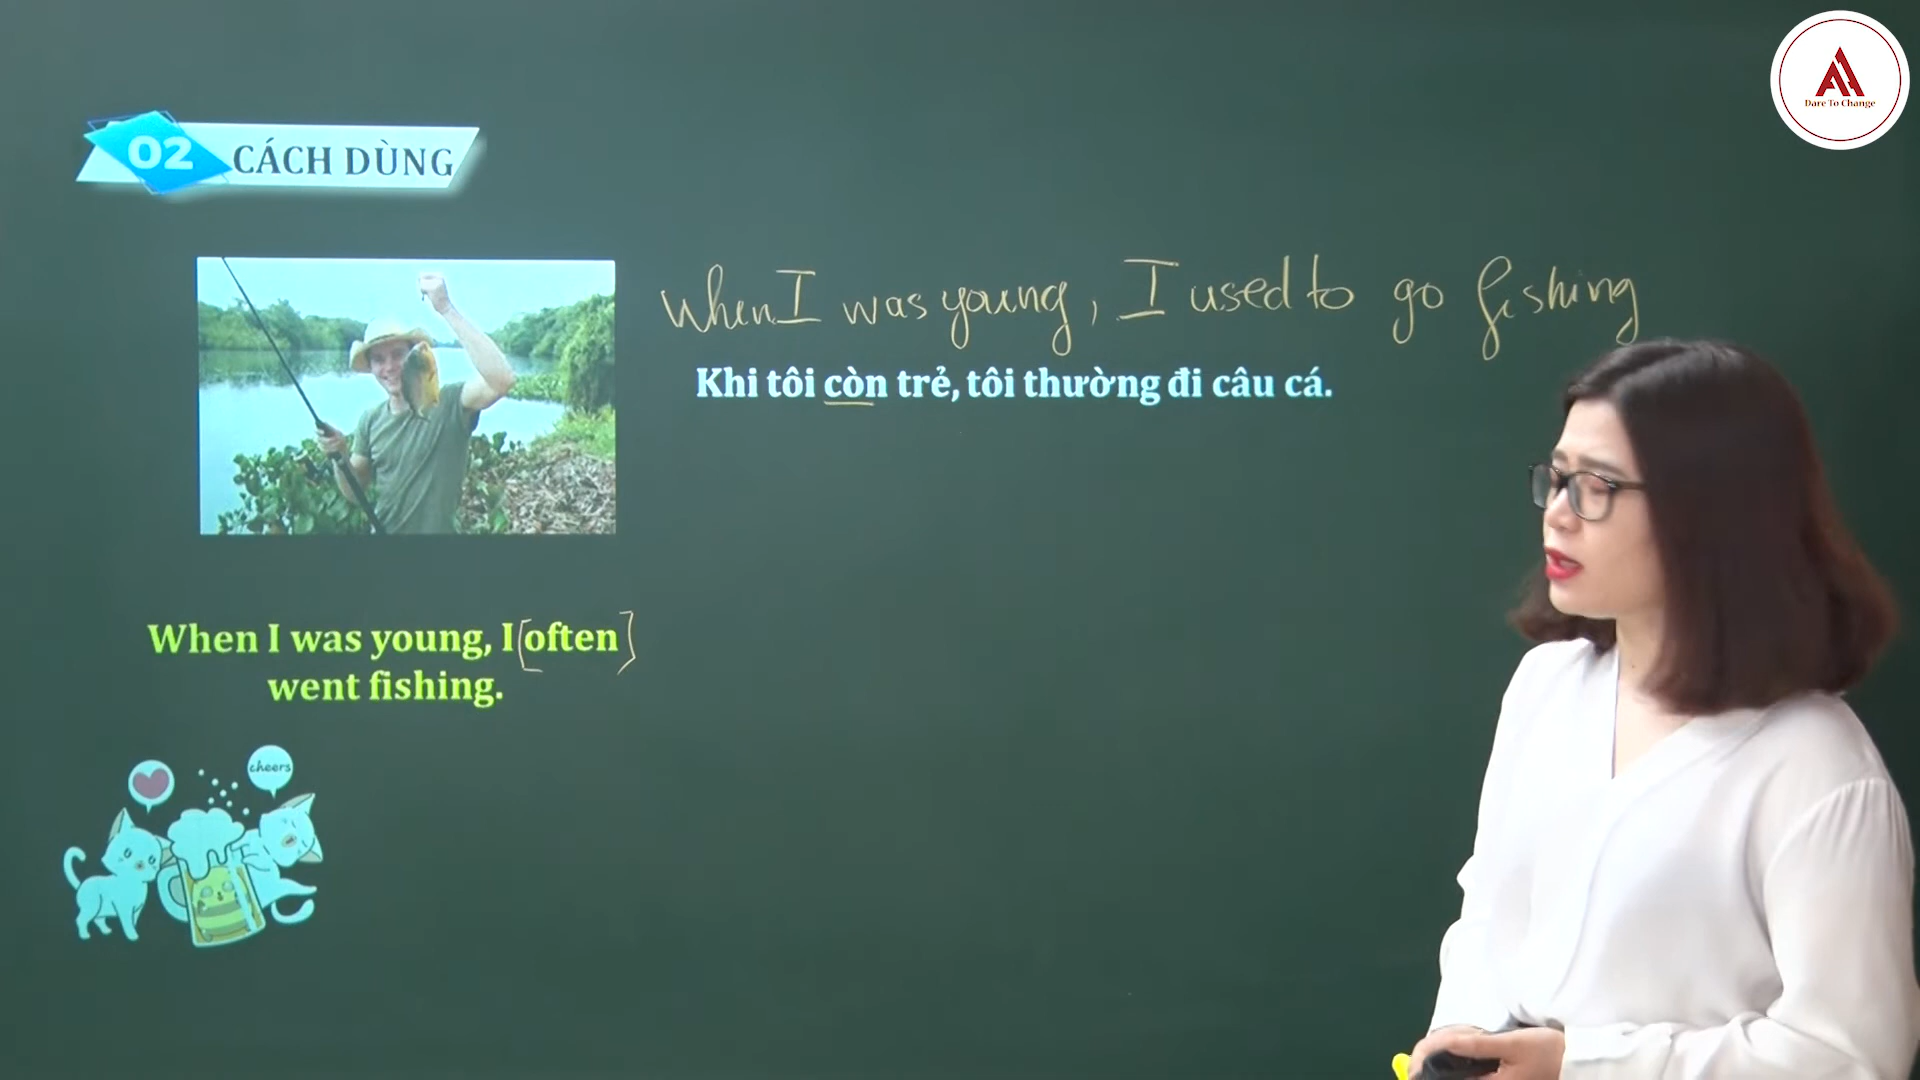 Dare To Change
02 CÁCH DÙNG
When I was young, I used to go fishing
Khi tôi còn trẻ, tôi thường đi câu cá.
When I was young, I [often]
went fishing.
cheers